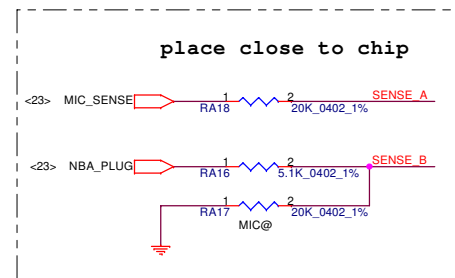 place close to chip
<23> MIC_SENSE 1 2 SENSE_A
RA18 20K_0402_1%
<23> NBA_PLUG 1 2 SENSE_B
RA16 5.1K_0402_1%
1 2
RA17 20K_0402_1%
MIC@